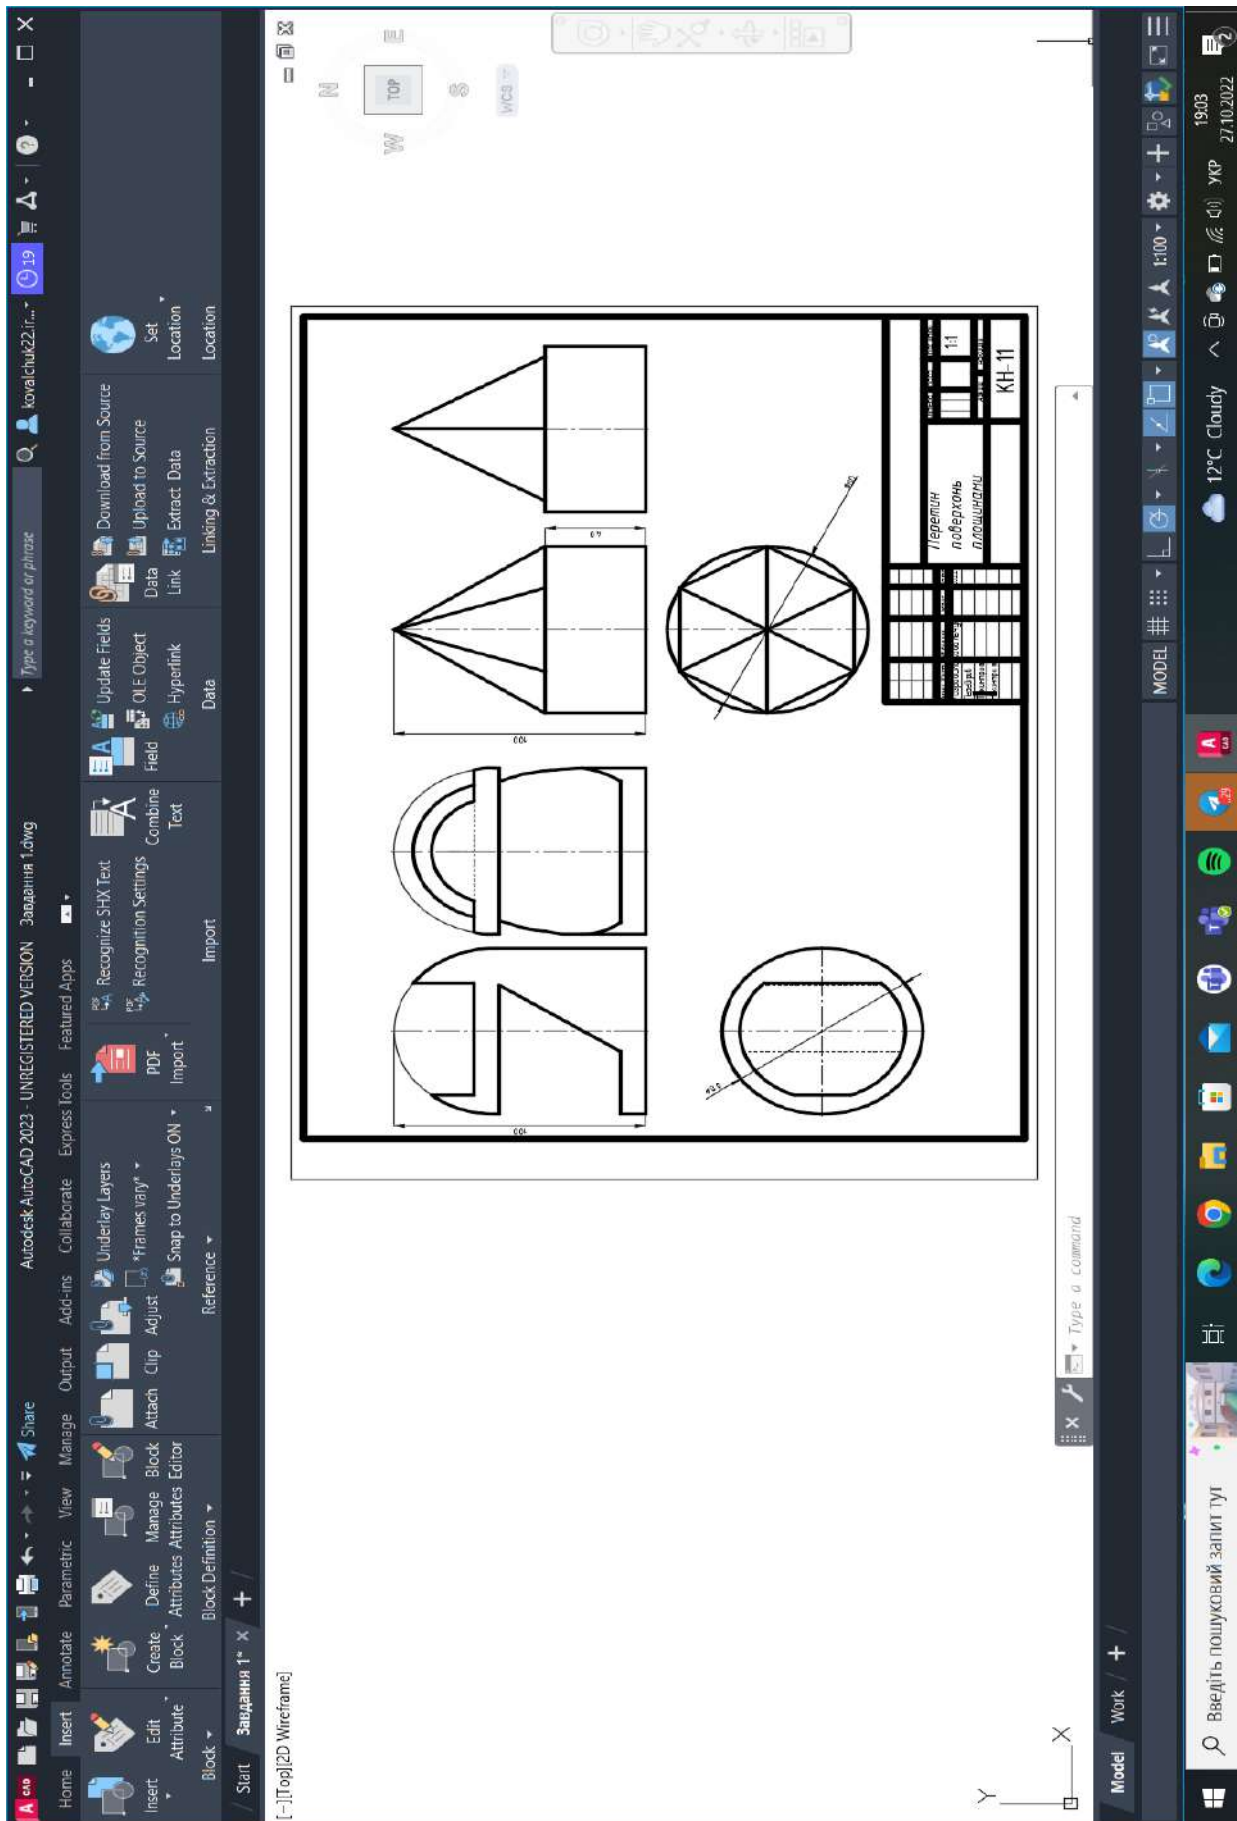 A CAD
Share
Autodesk AutoCAD 2023 - UNREGISTERED VERSION Завдання 1.dwg
Type a keyword or phrase
kovalchuk22.ir...
19
Home Insert Annotate Parametric View Manage Output Add-ins Collaborate Express Tools Featured Apps
Insert
Edit Attribute
Create Block
Define Attributes
Manage Attributes
Block Editor
Attach
Clip
Adjust
Underlay Layers
*Frames vary*
Snap to Underlays ON
PDF Import
Recognize SHX Text
Recognition Settings
Combine Text
Field
Update Fields
OLE Object
Hyperlink
Data Link
Download from Source
Upload to Source
Extract Data
Set Location
Block
Block Definition
Reference
Import
Data
Linking & Extraction
Location
Start Завдання 1*
[-][Top][2D Wireframe]
N
W
TOP
E
S
WCS
100
100
40
Перетин
поверхонь
площинами
1:1
КН-11
Y
X
Type a command
Model Work
MODEL
1:100
Введіть пошуковий запит тут
12°C Cloudy
УКР
19:03
27.10.2022
2